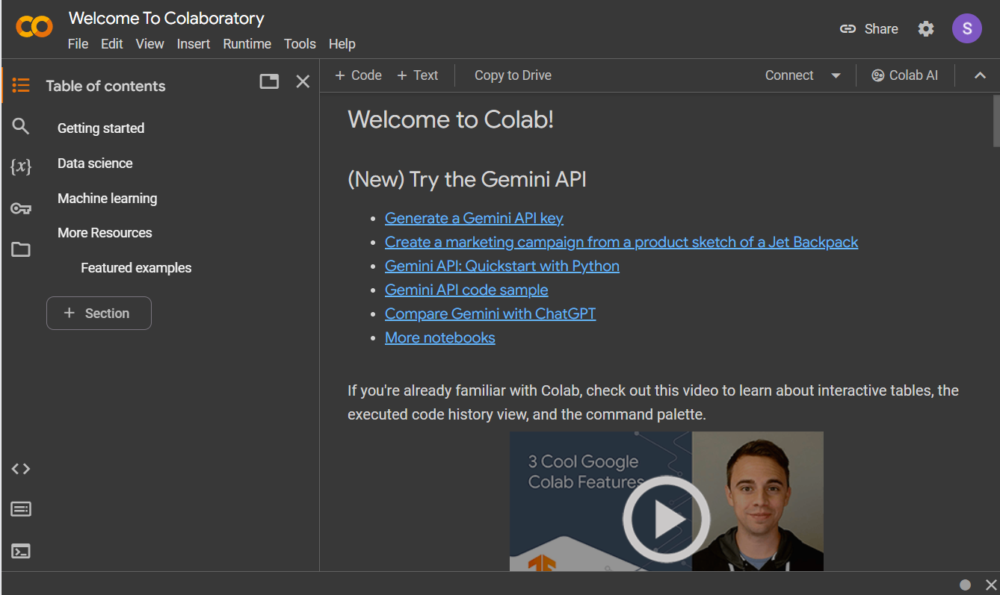 Welcome To Colaboratory
File Edit View Insert Runtime Tools Help
Share
S
Table of contents
Getting started
Data science
Machine learning
More Resources
Featured examples
+ Section
{x}
+ Code + Text Copy to Drive Connect Colab AI
Welcome to Colab!
(New) Try the Gemini API
• Generate a Gemini API key
• Create a marketing campaign from a product sketch of a Jet Backpack
• Gemini API: Quickstart with Python
• Gemini API code sample
• Compare Gemini with ChatGPT
• More notebooks
If you're already familiar with Colab, check out this video to learn about interactive tables, the
executed code history view, and the command palette.
3 Cool Google
Colab Features